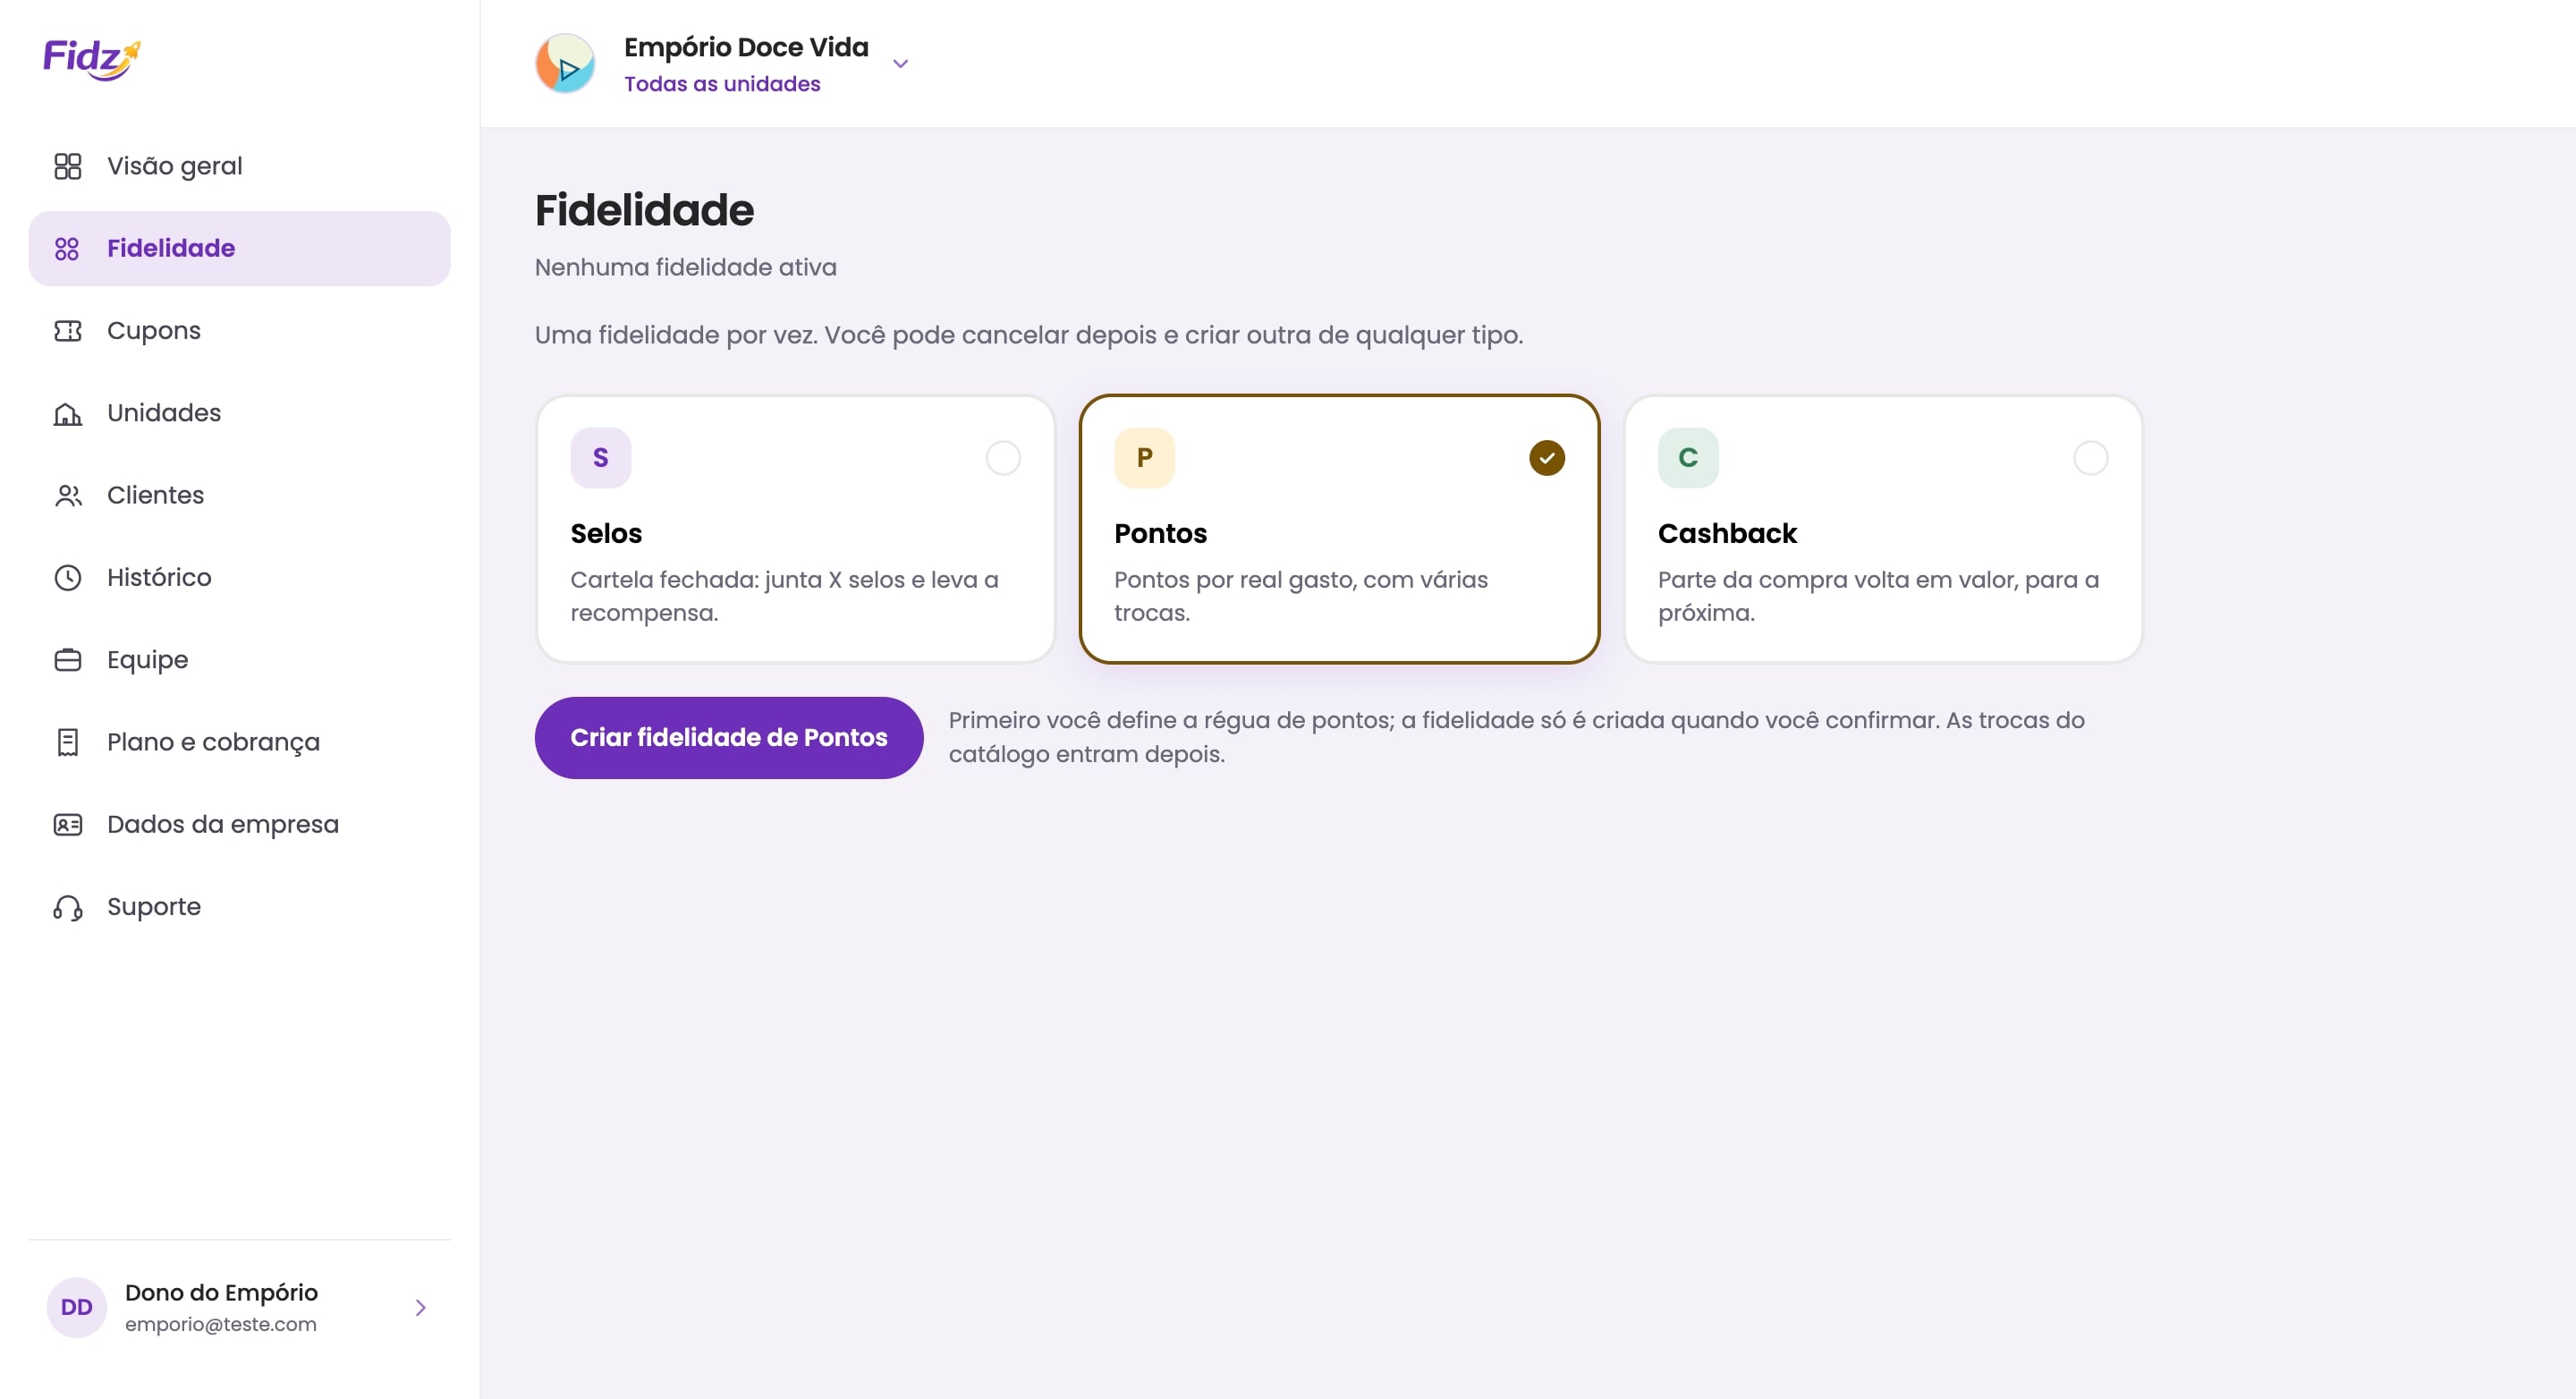 Fidz
Visão geral
Fidelidade
Cupons
Unidades
Clientes
Histórico
Equipe
Plano e cobrança
Dados da empresa
Suporte
DD
Dono do Empório
emporio@teste.com
Empório Doce Vida
Todas as unidades
Fidelidade
Nenhuma fidelidade ativa
Uma fidelidade por vez. Você pode cancelar depois e criar outra de qualquer tipo.
S
Selos
Cartela fechada: junta X selos e leva a
recompensa.
P
Pontos
Pontos por real gasto, com várias
trocas.
C
Cashback
Parte da compra volta em valor, para a
próxima.
Criar fidelidade de Pontos
Primeiro você define a régua de pontos; a fidelidade só é criada quando você confirmar. As trocas do
catálogo entram depois.